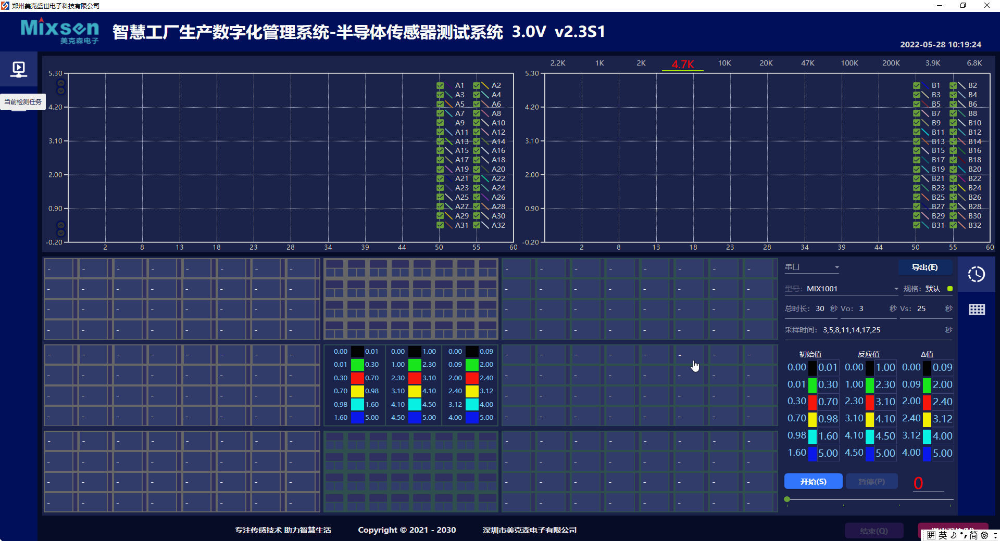 郑州美克盛世电子科技有限公司
Mixsen
美克森电子
智慧工厂生产数字化管理系统-半导体传感器测试系统 3.0V v2.3S1
2022-05-28 10:19:24
当前检测任务
2.2K 1K 2K 4.7K 10K 20K 47K 100K 200K 3.9K 6.8K
5.30
4.20
3.10
2.00
0.90
-0.20
A1 A2
A3 A4
A5 A6
A7 A8
A9 A10
A11 A12
A13 A14
A15 A16
A17 A18
A19 A20
A21 A22
A23 A24
A25 A26
A27 A28
A29 A30
A31 A32
2 8 13 18 23 28 34 39 44 50 55 60
5.30
4.20
3.10
2.00
0.90
-0.20
B1 B2
B3 B4
B5 B6
B7 B8
B9 B10
B11 B12
B13 B14
B15 B16
B17 B18
B19 B20
B21 B22
B23 B24
B25 B26
B27 B28
B29 B30
B31 B32
2 8 13 18 23 28 34 39 44 50 55 60
- - - - - - - -
- - - - - - - -
- - - - - - - -
- - - - - - - -
- - - - - - - -
- - - - - - - -
- - - - - - - -
- - - - - - - -
- - - - - - - -
- - - - - - - -
- - - - - - - -
- - - - - - - -
0.00 0.01 0.00 1.00 0.00 0.09
0.01 0.30 1.00 2.30 0.09 2.00
0.30 0.70 2.30 3.10 2.00 2.40
0.70 0.98 3.10 4.10 2.40 3.12
0.98 1.60 4.10 4.50 3.12 4.00
1.60 5.00 4.50 5.00 4.00 5.00
- - - - - - - -
- - - - - - - -
- - - - - - - -
- - - - - - - -
- - - - - - - -
- - - - - - - -
- - - - - - - -
- - - - - - - -
- - - - - - - -
- - - - - - - -
- - - - - - - -
- - - - - - - -
串口 导出(E)
型号: MIX1001 规格: 默认
总时长: 30 秒 Vo: 3 秒 Vs: 25 秒
采样时间: 3,5,8,11,14,17,25 秒
初始值 反应值 Δ值
0.00 0.01 0.00 1.00 0.00 0.09
0.01 0.30 1.00 2.30 0.09 2.00
0.30 0.70 2.30 3.10 2.00 2.40
0.70 0.98 3.10 4.10 2.40 3.12
0.98 1.60 4.10 4.50 3.12 4.00
1.60 5.00 4.50 5.00 4.00 5.00
开始(S) 暂停(P) 0
专注传感技术 助力智慧生活 Copyright © 2021 - 2030 深圳市美克森电子有限公司
结束(Q)
拼 英 简